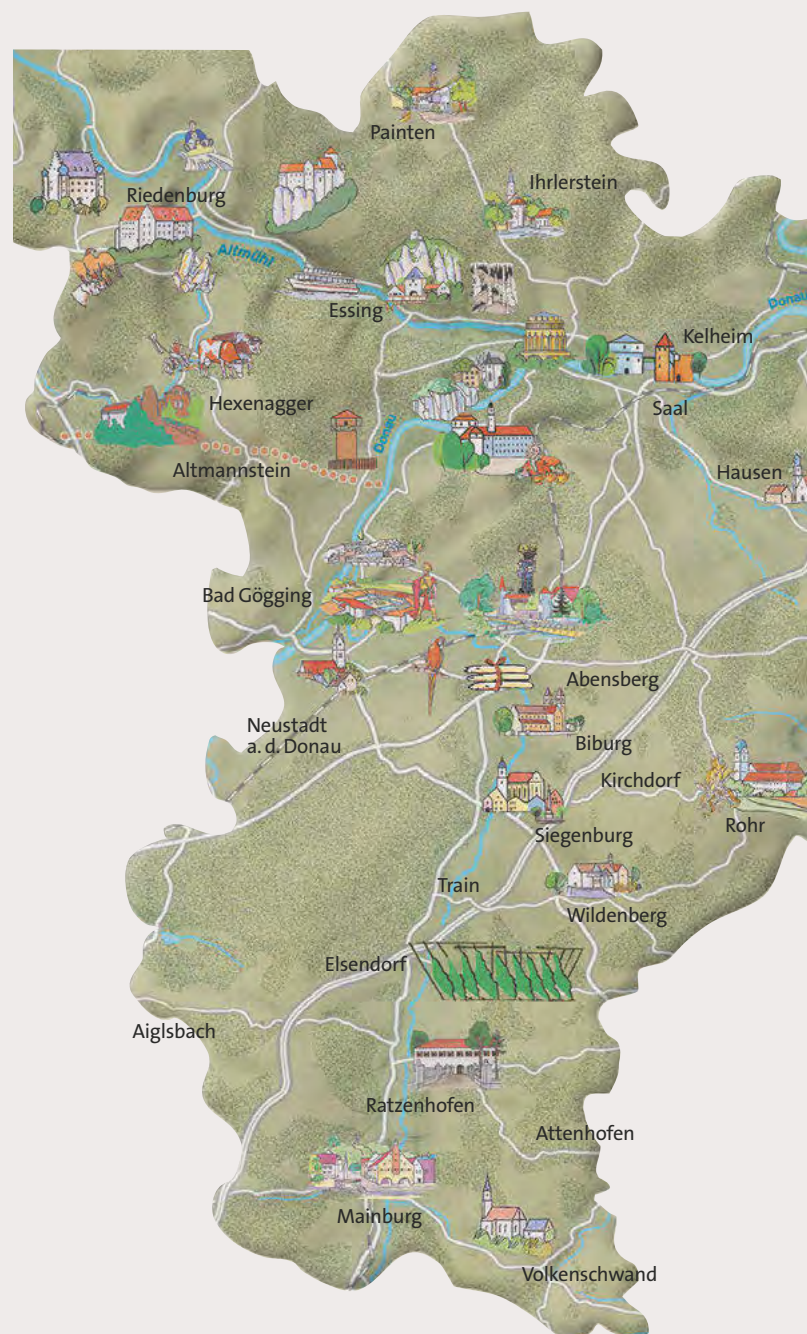 Painten
Ihrlerstein
Riedenburg
Altmühl
Donau
Essing
Kelheim
Hexenagger
Saal
Donau
Altmannstein
Hausen
Bad Gögging
Abensberg
Neustadt
a. d. Donau
Biburg
Kirchdorf
Rohr
Siegenburg
Train
Wildenberg
Elsendorf
Aiglsbach
Ratzenhofen
Attenhofen
Mainburg
Volkenschwand